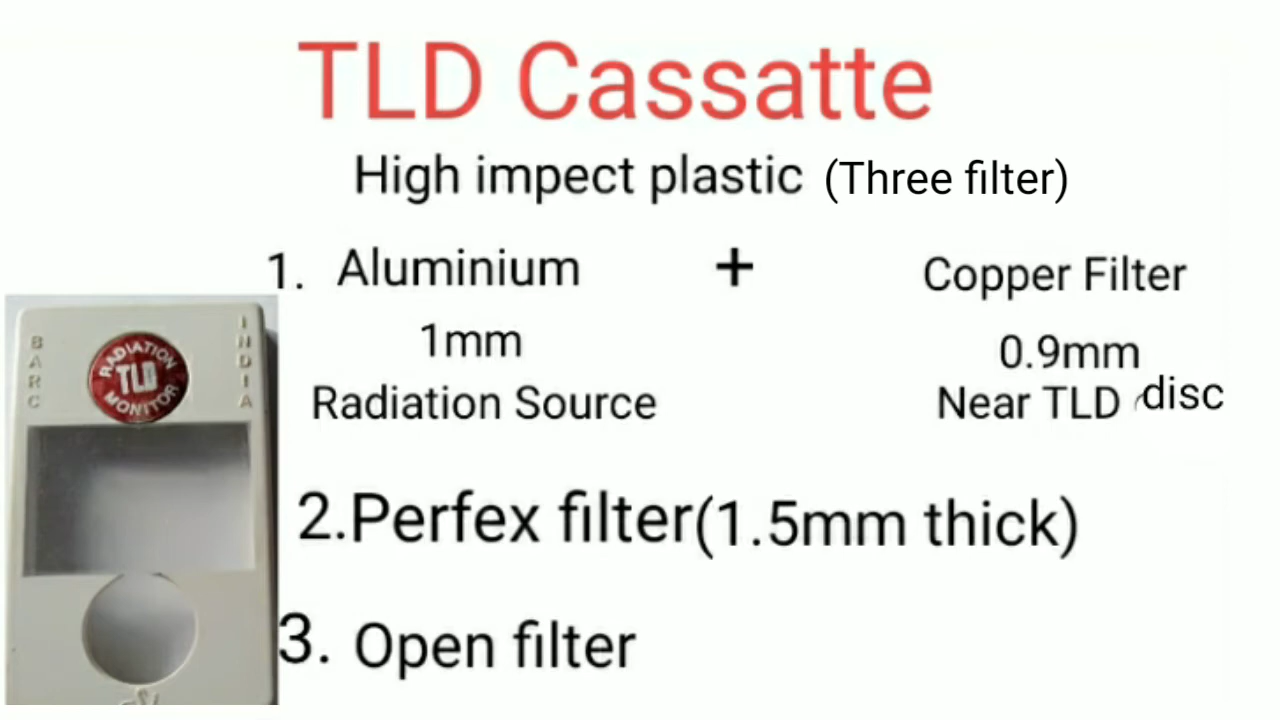 TLD Cassatte
High impect plastic (Three filter)
1. Aluminium + Copper Filter
1mm 0.9mm
Radiation Source Near TLD disc
2.Perfex filter(1.5mm thick)
3. Open filter
BARC
INDIA
RADIATION
TLD
MONITOR